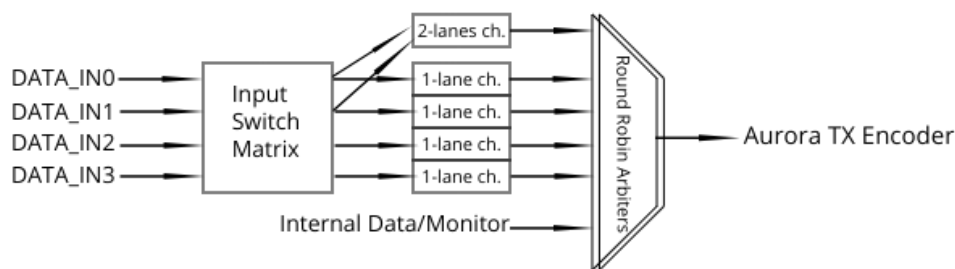 2-lanes ch.
DATA_IN0
DATA_IN1
DATA_IN2
DATA_IN3
Input
Switch
Matrix
1-lane ch.
1-lane ch.
1-lane ch.
1-lane ch.
Internal Data/Monitor
Round Robin Arbiters
Aurora TX Encoder